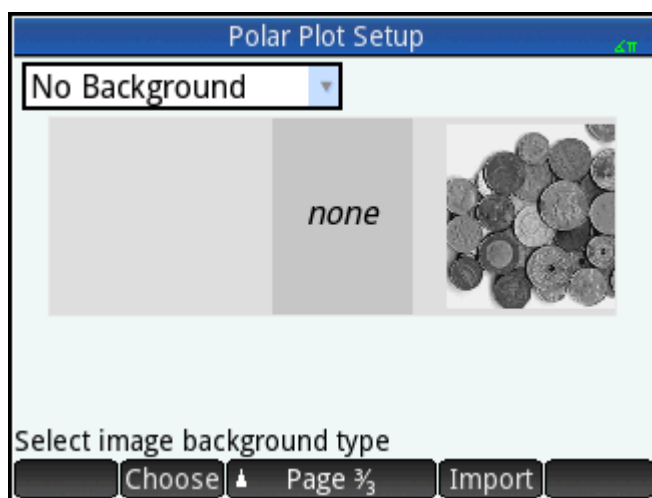 Polar Plot Setup
∡π
No Background
none
Select image background type
Choose Page 3/3 Import